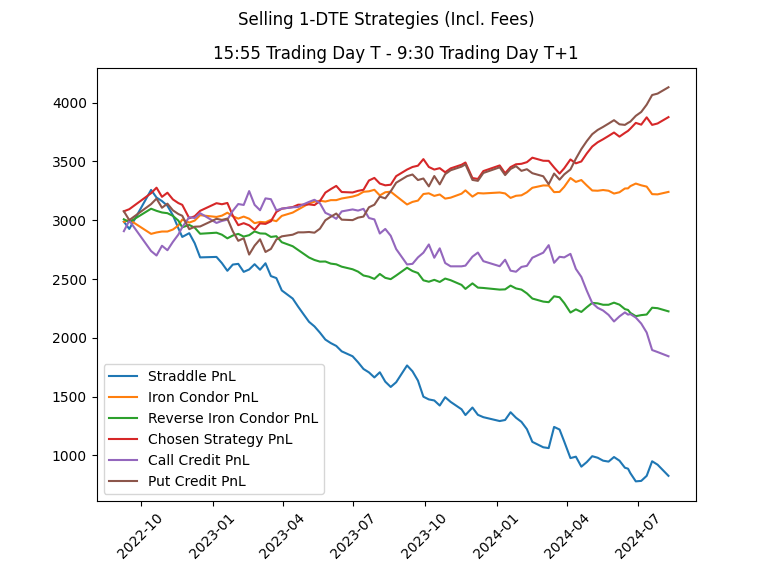 Selling 1-DTE Strategies (Incl. Fees)
15:55 Trading Day T - 9:30 Trading Day T+1
4000
3500
3000
2500
2000
1500
1000
Straddle PnL
Iron Condor PnL
Reverse Iron Condor PnL
Chosen Strategy PnL
Call Credit PnL
Put Credit PnL
2022-10
2023-01
2023-04
2023-07
2023-10
2024-01
2024-04
2024-07